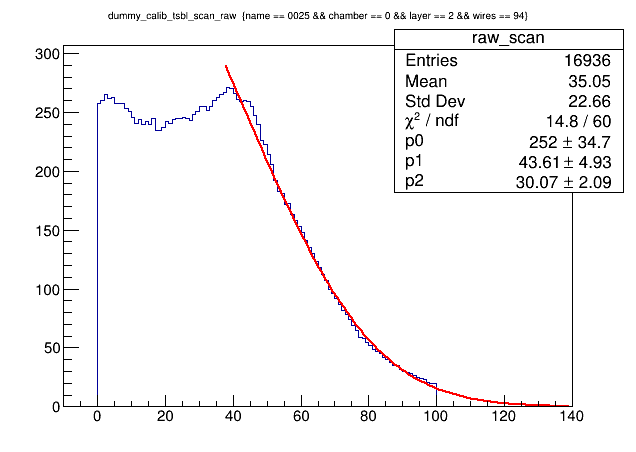 dummy_calib_tsbl_scan_raw {name == 0025 && chamber == 0 && layer == 2 && wires == 94}
raw_scan
Entries 16936
Mean 35.05
Std Dev 22.66
χ² / ndf 14.8 / 60
p0 252 ± 34.7
p1 43.61 ± 4.93
p2 30.07 ± 2.09
300
250
200
150
100
50
0
0 20 40 60 80 100 120 140